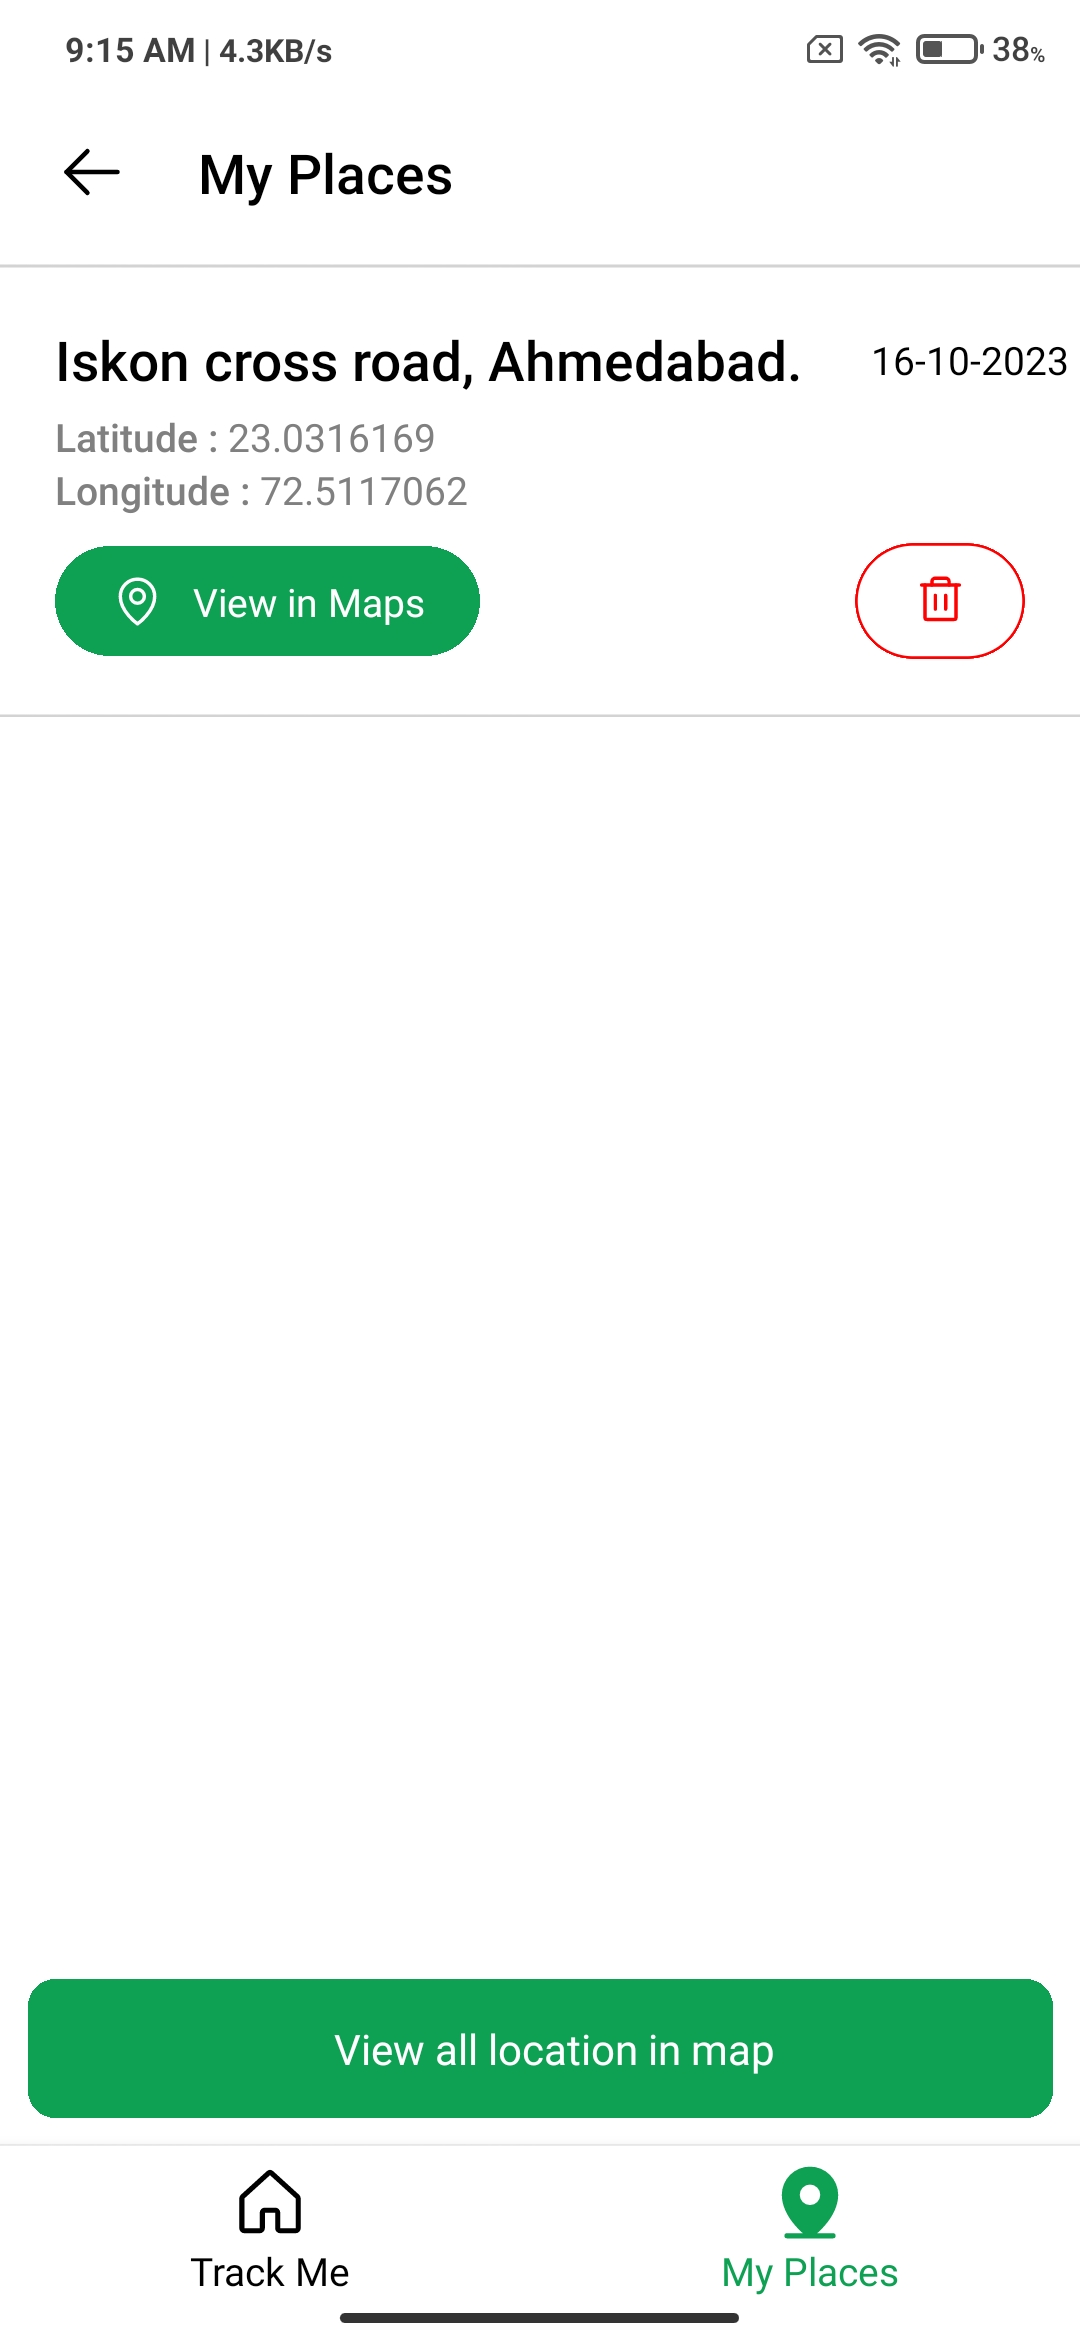 9:15 AM | 4.3KB/s 38%
My Places
Iskon cross road, Ahmedabad. 16-10-2023
Latitude : 23.0316169
Longitude : 72.5117062
View in Maps
View all location in map
Track Me My Places